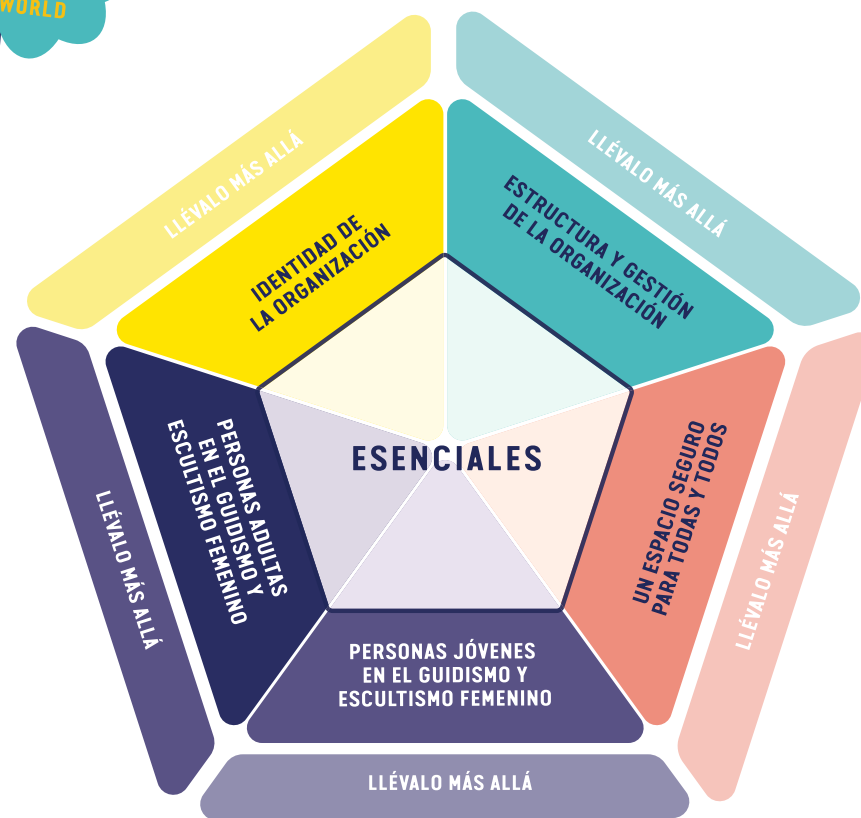 WORLD
LLÉVALO MÁS ALLÁ
IDENTIDAD DE
LA ORGANIZACIÓN
LLÉVALO MÁS ALLÁ
ESTRUCTURA Y GESTIÓN
DE LA ORGANIZACIÓN
ESENCIALES
PERSONAS ADULTAS
EN EL GUIDISMO Y
ESCULTISMO FEMENINO
LLÉVALO MÁS ALLÁ
UN ESPACIO SEGURO
PARA TODAS Y TODOS
LLÉVALO MÁS ALLÁ
PERSONAS JÓVENES
EN EL GUIDISMO Y
ESCULTISMO FEMENINO
LLÉVALO MÁS ALLÁ